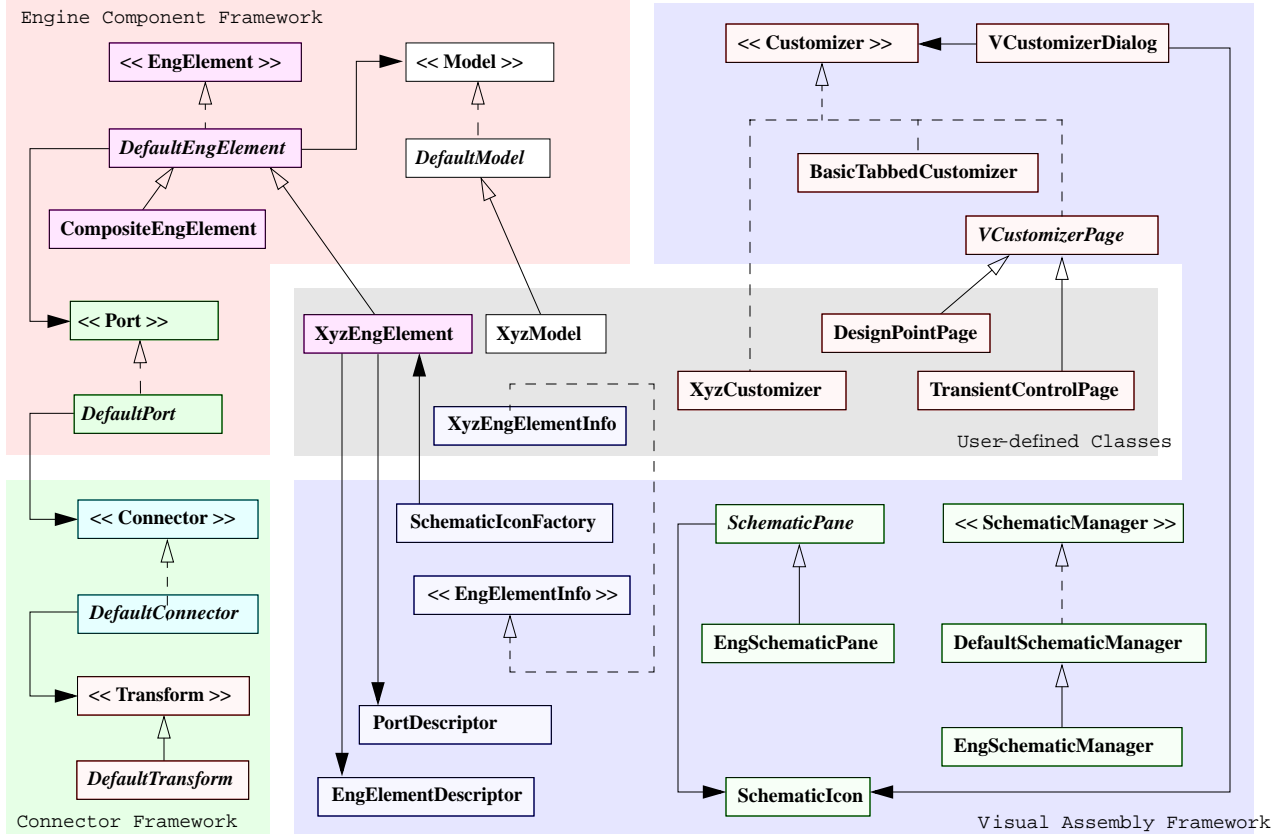 Engine Component Framework
<< EngElement >>
<< Model >>
<< Customizer >>
VCustomizerDialog
DefaultEngElement
DefaultModel
BasicTabbedCustomizer
CompositeEngElement
VCustomizerPage
<< Port >>
XyzEngElement
XyzModel
DesignPointPage
DefaultPort
XyzCustomizer
TransientControlPage
XyzEngElementInfo
User-defined Classes
<< Connector >>
SchematicIconFactory
SchematicPane
<< SchematicManager >>
DefaultConnector
<< EngElementInfo >>
EngSchematicPane
DefaultSchematicManager
<< Transform >>
PortDescriptor
EngSchematicManager
DefaultTransform
EngElementDescriptor
SchematicIcon
Connector Framework
Visual Assembly Framework